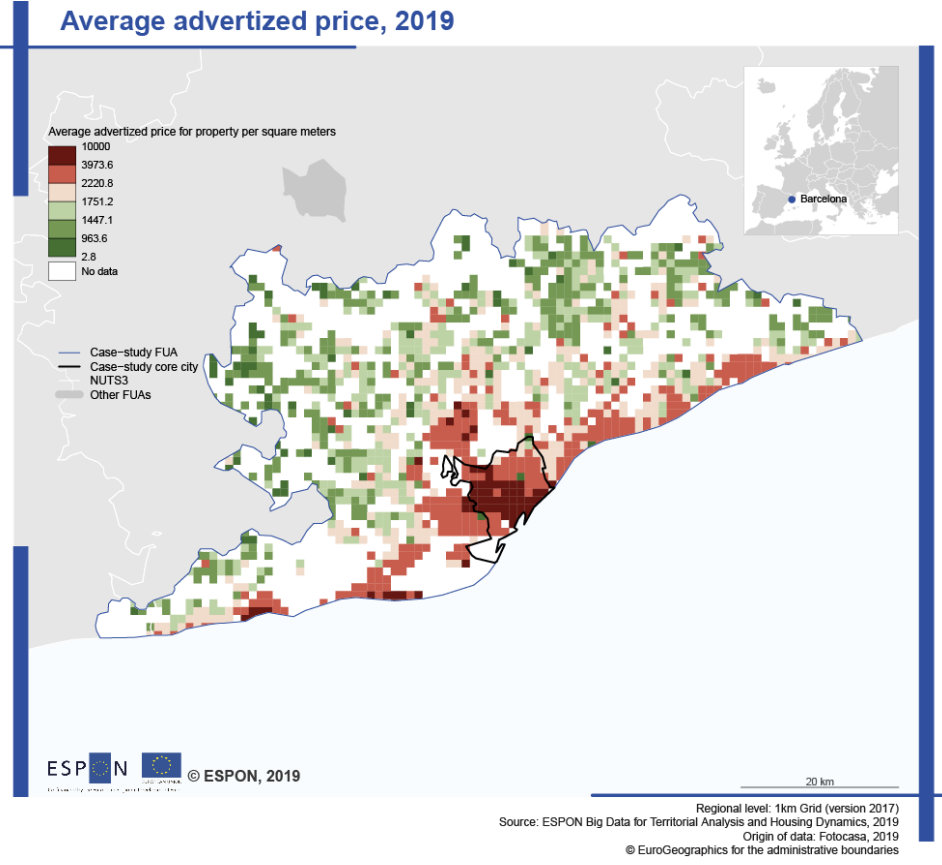 Average advertized price, 2019
Average advertized price for property per square meters
10000
3973.6
2220.8
1751.2
1447.1
963.6
2.8
No data
Barcelona
Case-study FUA
Case-study core city
NUTS3
Other FUAs
ESPON
© ESPON, 2019
20 km
Regional level: 1km Grid (version 2017)
Source: ESPON Big Data for Territorial Analysis and Housing Dynamics, 2019
Origin of data: Fotocasa, 2019
© EuroGeographics for the administrative boundaries